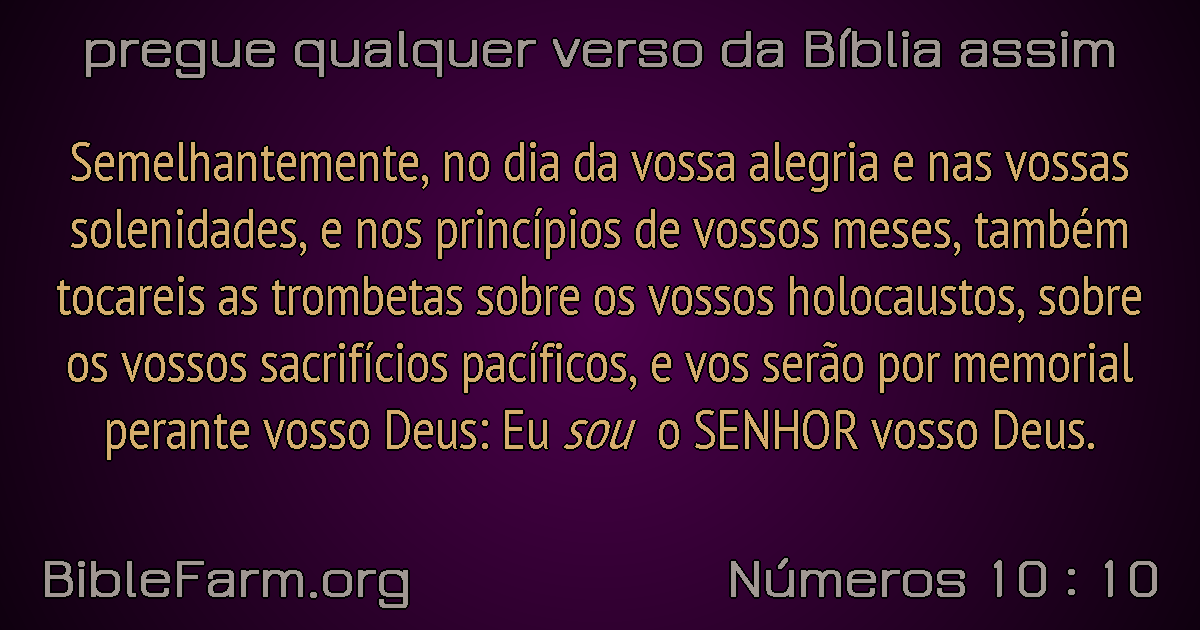 pregue qualquer verso da Bíblia assim
Semelhantemente, no dia da vossa alegria e nas vossas
solenidades, e nos princípios de vossos meses, também
tocareis as trombetas sobre os vossos holocaustos, sobre
os vossos sacrifícios pacíficos, e vos serão por memorial
perante vosso Deus: Eu sou o SENHOR vosso Deus.
BibleFarm.org
Números 10 : 10